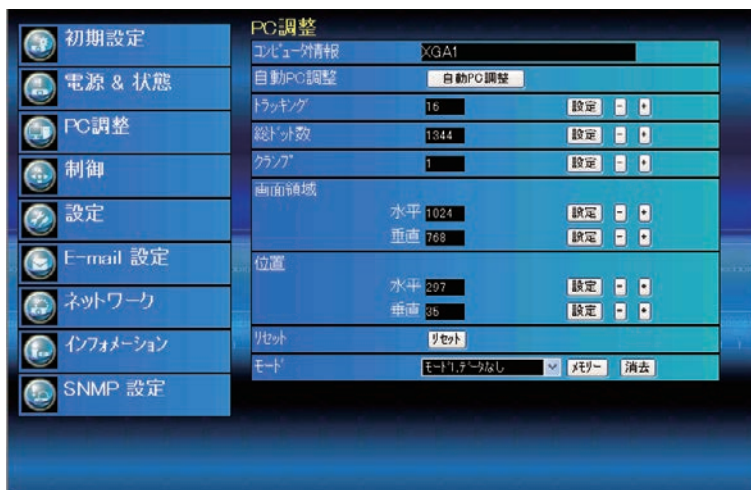 初期設定
電源 & 状態
PC調整
制御
設定
E-mail 設定
ネットワーク
インフォメーション
SNMP 設定
PC調整
コンピュータ情報 XGA1
自動PC調整 自動PC調整
トラッキング 16 設定 - +
総ドット数 1344 設定 - +
クランプ 1 設定 - +
画面領域
水平 1024 設定 - +
垂直 768 設定 - +
位置
水平 297 設定 - +
垂直 35 設定 - +
リセット リセット
モード モード1.データなし メモリー 消去